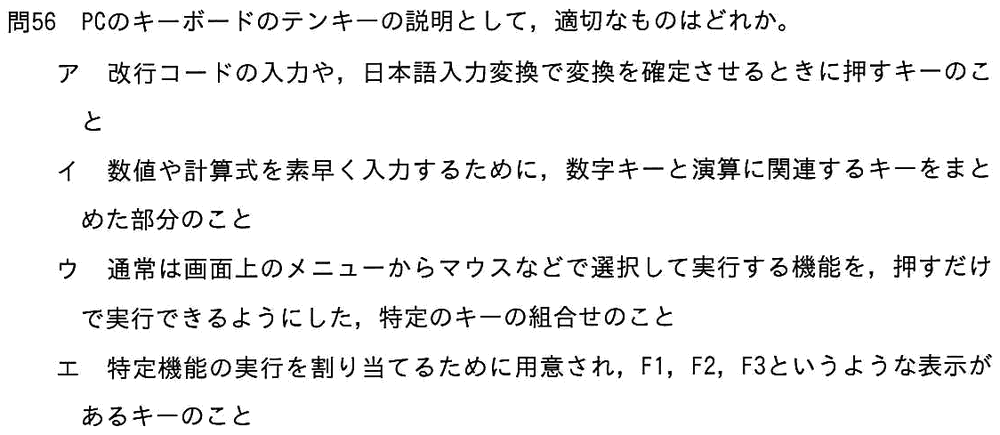 問56 PCのキーボードのテンキーの説明として，適切なものはどれか。
ア 改行コードの入力や，日本語入力変換で変換を確定させるときに押すキーのこ
と
イ 数値や計算式を素早く入力するために，数字キーと演算に関連するキーをまと
めた部分のこと
ウ 通常は画面上のメニューからマウスなどで選択して実行する機能を，押すだけ
で実行できるようにした，特定のキーの組合せのこと
エ 特定機能の実行を割り当てるために用意され，F1，F2，F3というような表示が
あるキーのこと